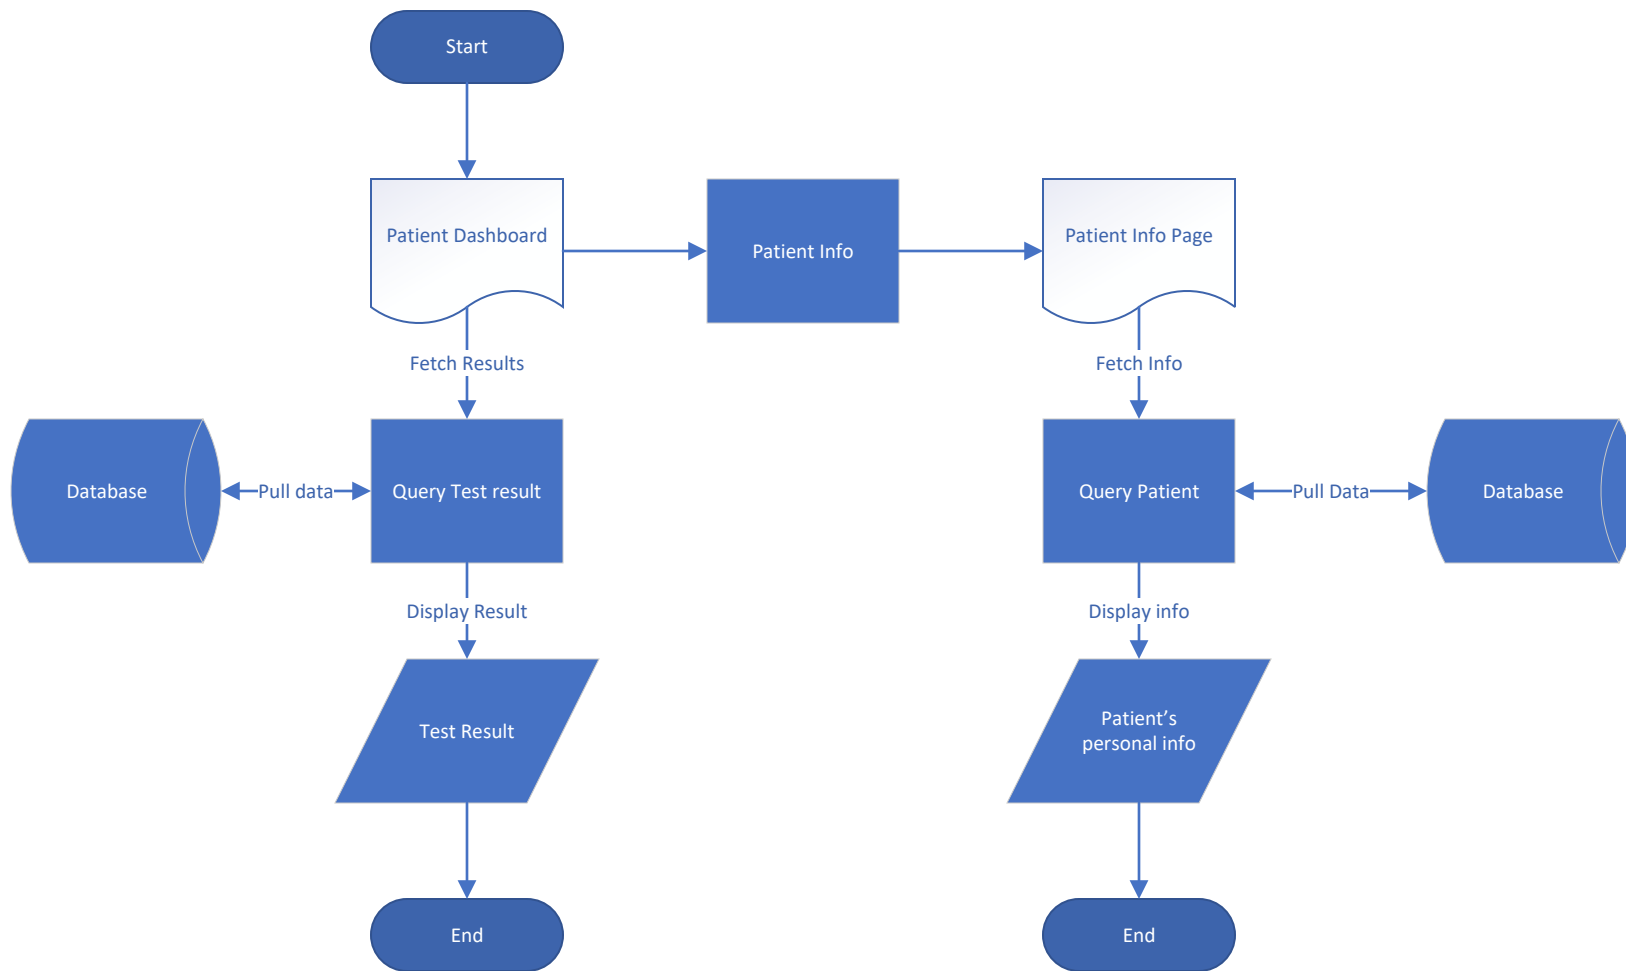 Start
Patient Dashboard
Patient Info
Patient Info Page
Fetch Results
Fetch Info
Database
Pull data
Query Test result
Query Patient
Pull Data
Database
Display Result
Display info
Test Result
Patient’s
personal info
End
End